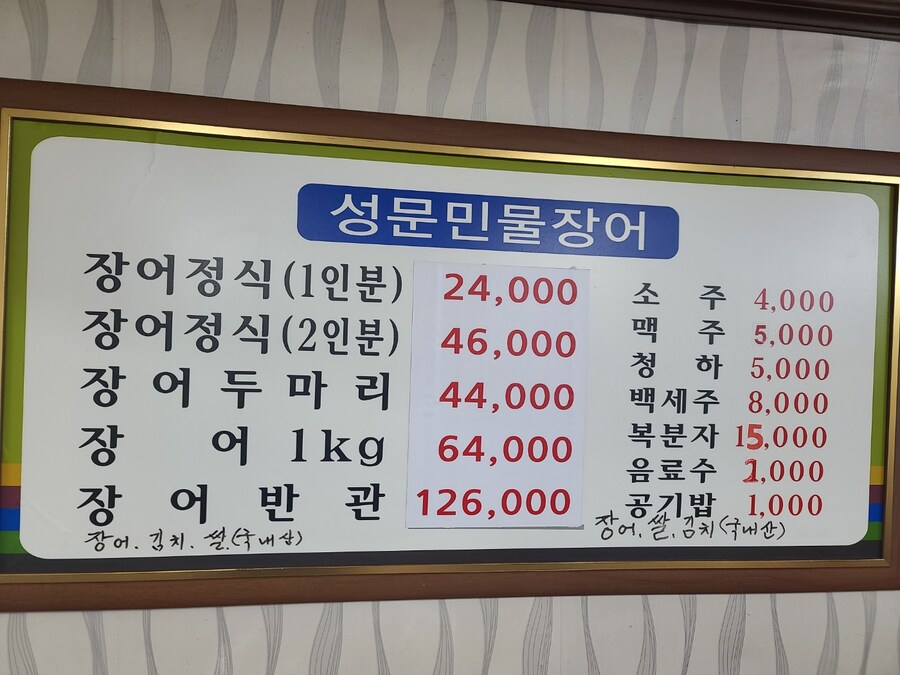 성문민물장어
장어정식(1인분) 24,000
장어정식(2인분) 46,000
장어두마리 44,000
장어 1kg 64,000
장어반관 126,000
장어. 김치. 쌀.(국내산)
소주 4,000
맥주 5,000
청하 5,000
백세주 8,000
복분자 15,000
음료수 2,000
공기밥 1,000
장어. 쌀. 김치(국내산)